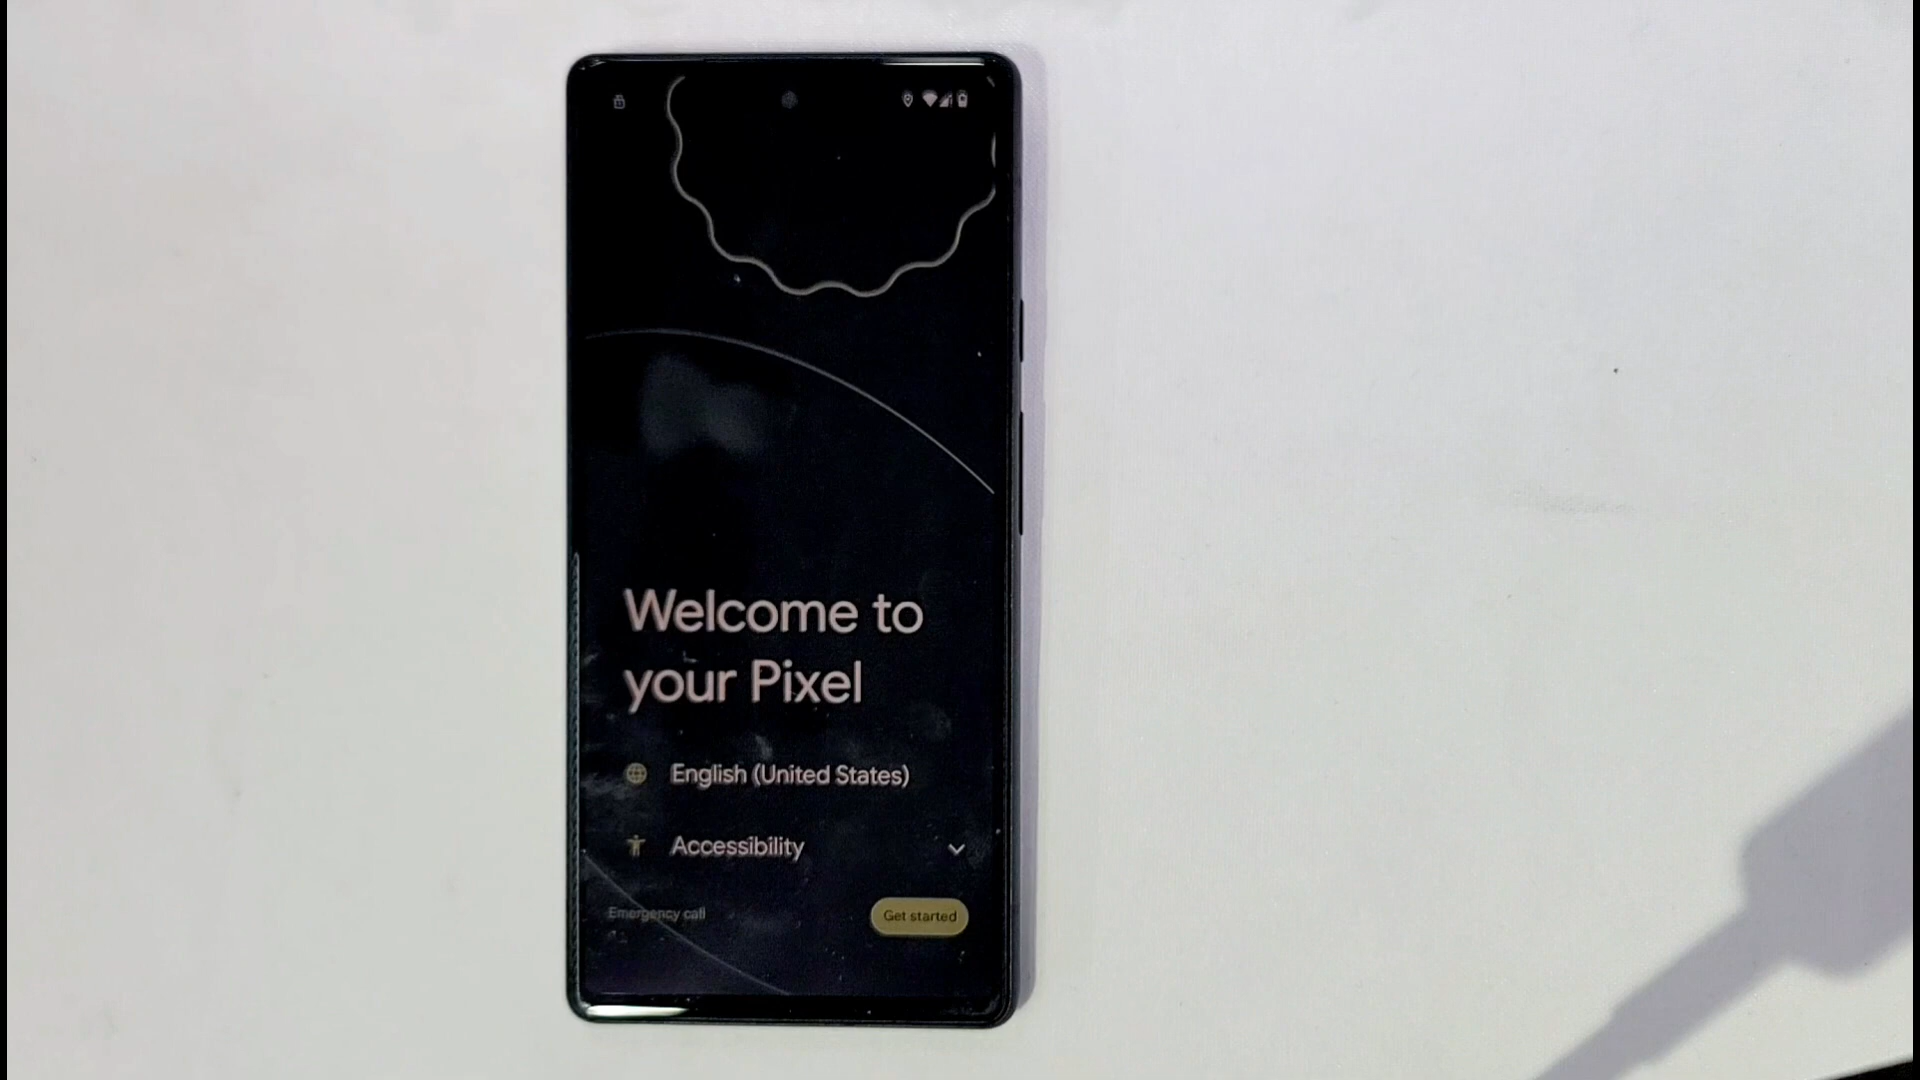 Welcome to
your Pixel
English (United States)
Accessibility
Emergency call
Get started